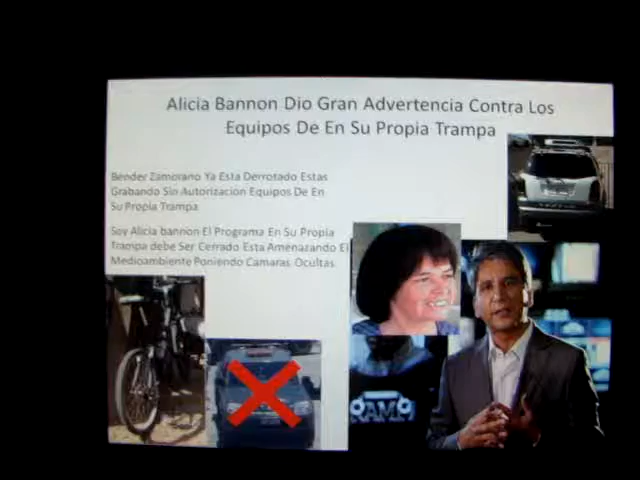 Alicia Bannon Dio Gran Advertencia Contra Los
Equipos De En Su Propia Trampa
Bender Zamorano Ya Esta Derrotado Estas
Grabando Sin Autorizacion Equipos De En
Su Propia Trampa
Soy Alicia bannon El Programa En Su Propia
Trampa debe Ser Cerrado Esta Amenazando El
Medioambiente Poniendo Camaras Ocultas.